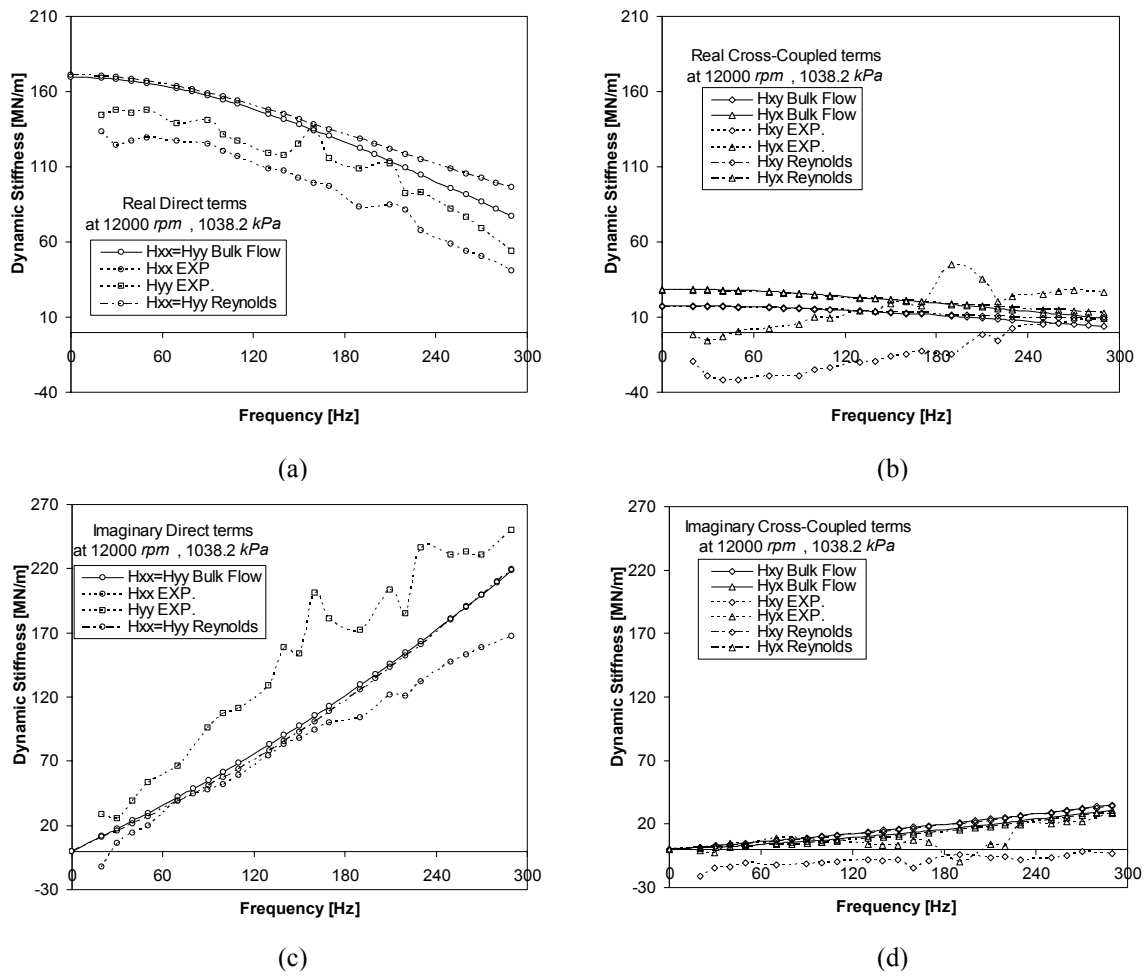 210
160
110
60
10
-40
Dynamic Stiffness [MN/m]
Real Direct terms
at 12000 rpm , 1038.2 kPa
Hxx=Hyy Bulk Flow
Hxx EXP
Hyy EXP.
Hxx=Hyy Reynolds
0 60 120 180 240 300
Frequency [Hz]
(a)
210
160
110
60
10
-40
Dynamic Stiffness [MN/m]
Real Cross-Coupled terms
at 12000 rpm , 1038.2 kPa
Hxy Bulk Flow
Hyx Bulk Flow
Hxy EXP.
Hyx EXP.
Hxy Reynolds
Hyx Reynolds
0 60 120 180 240 300
Frequency [Hz]
(b)
270
220
170
120
70
20
-30
Dynamic Stiffness [MN/m]
Imaginary Direct terms
at 12000 rpm , 1038.2 kPa
Hxx=Hyy Bulk Flow
Hxx EXP.
Hyy EXP.
Hxx=Hyy Reynolds
0 60 120 180 240 300
Frequency [Hz]
(c)
270
220
170
120
70
20
-30
Dynamic Stiffness [MN/m]
Imaginary Cross-Coupled terms
at 12000 rpm , 1038.2 kPa
Hxy Bulk Flow
Hyx Bulk Flow
Hxy EXP.
Hyx EXP.
Hxy Reynolds
Hyx Reynolds
0 60 120 180 240 300
Frequency [Hz]
(d)